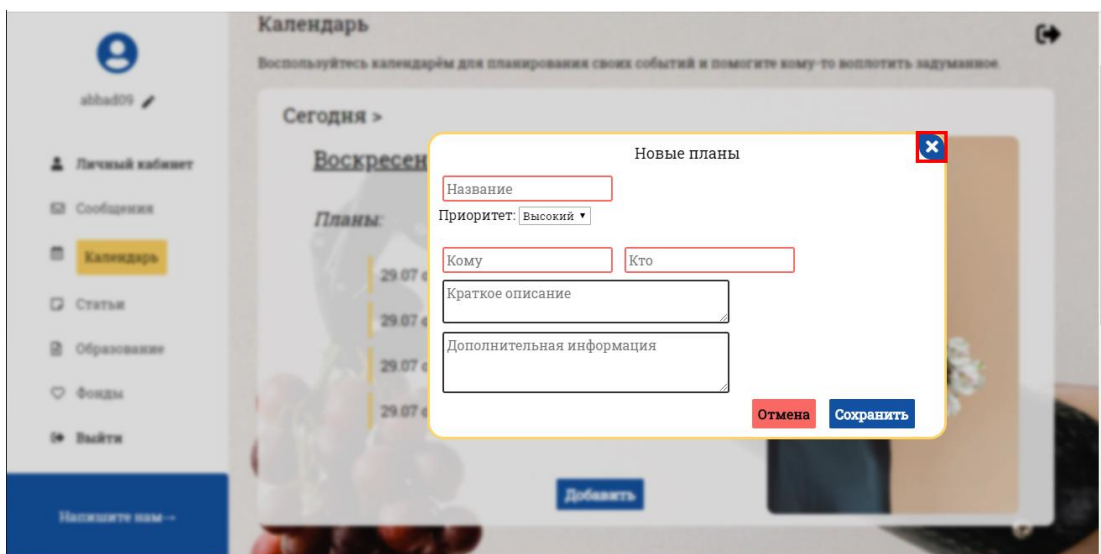 Календарь
Воспользуйтесь календарём для планирования своих событий и помогите кому-то воплотить задуманное.
abbad09
Личный кабинет
Сообщения
Календарь
Статьи
Образование
Фонды
Выйти
Напишите нам→
Сегодня >
Воскресен
Планы:
29.07
29.07
29.07
29.07
Добавить
Новые планы
Название
Приоритет: Высокий
Кому
Кто
Краткое описание
Дополнительная информация
Отмена
Сохранить